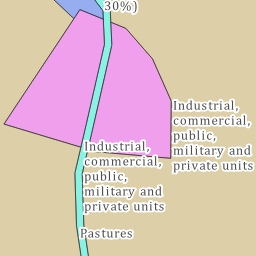 30%)
Industrial,
commercial,
public,
military and
private units
Industrial,
commercial,
public,
military and
private units
Pastures